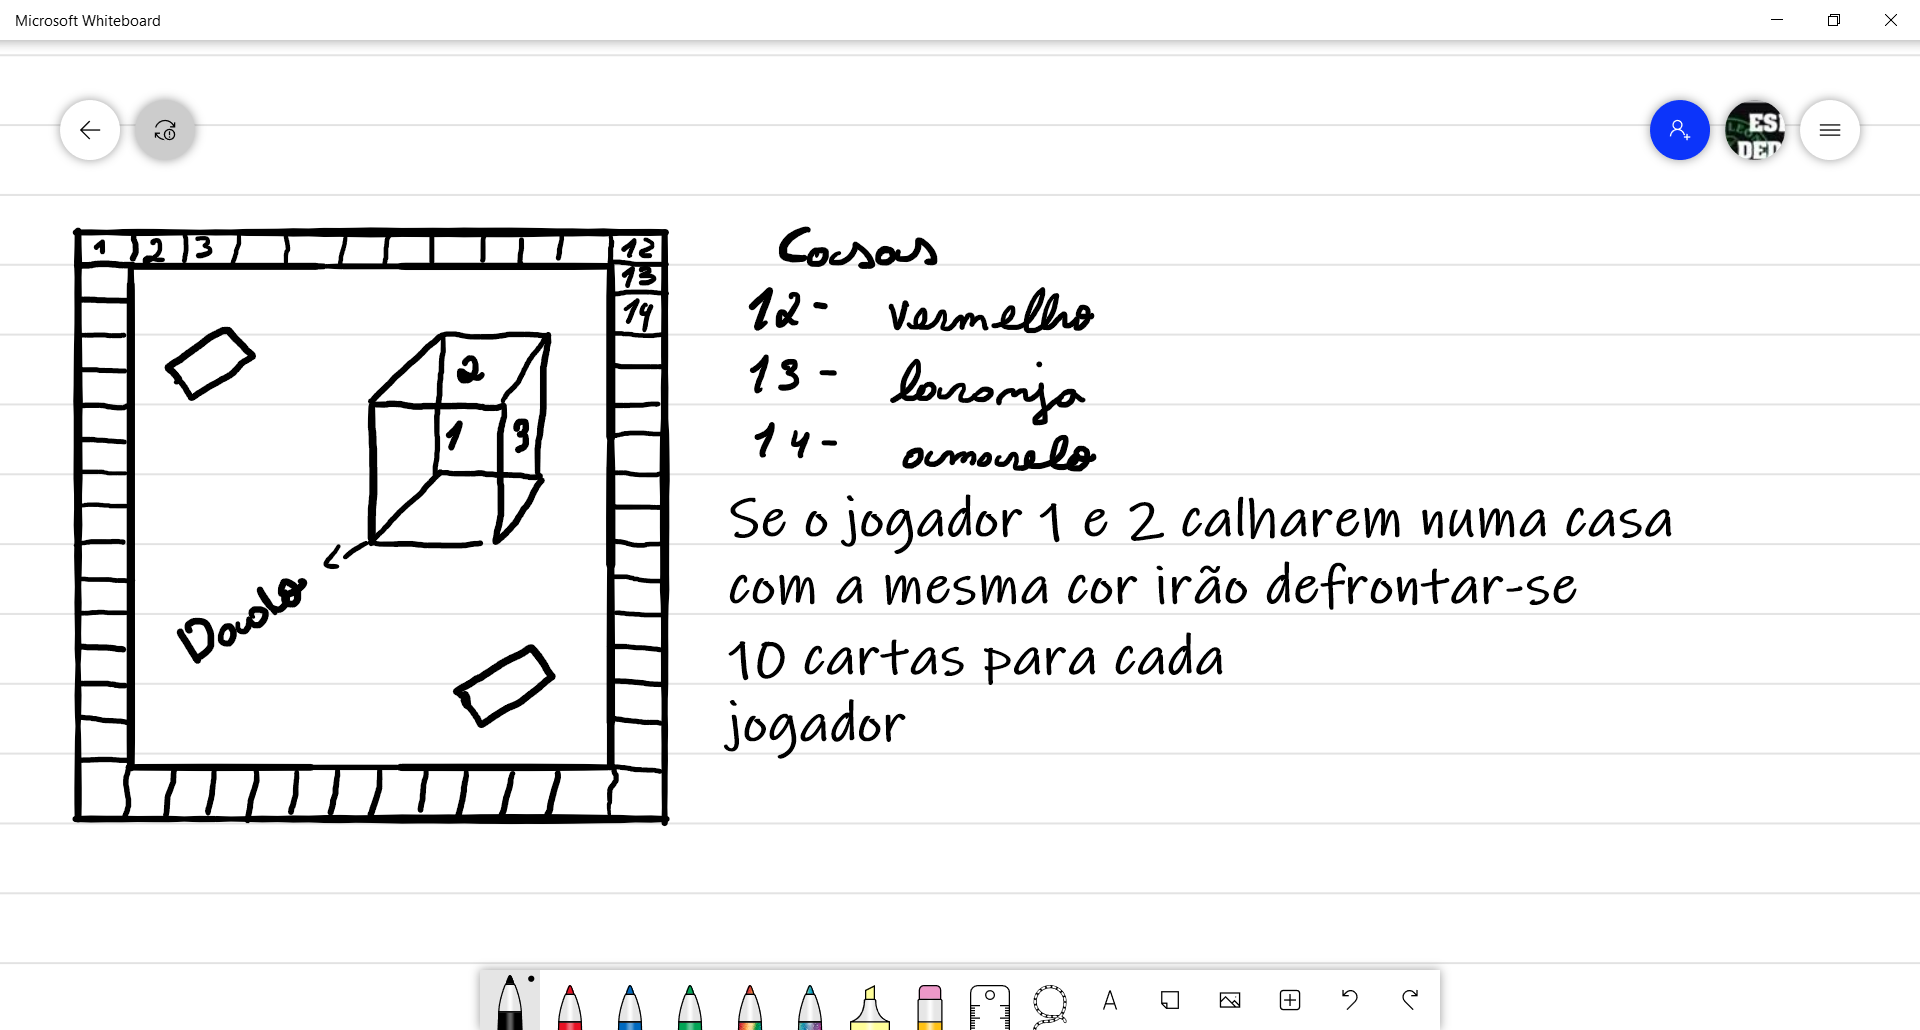 Microsoft Whiteboard
ES
DED
1 2 3 12
13
14
2
1 3
Dado
Casas
12- vermelho
13- laranja
14- amarelo
Se o jogador 1 e 2 calharem numa casa
com a mesma cor irão defrontar-se
10 cartas para cada
jogador
A